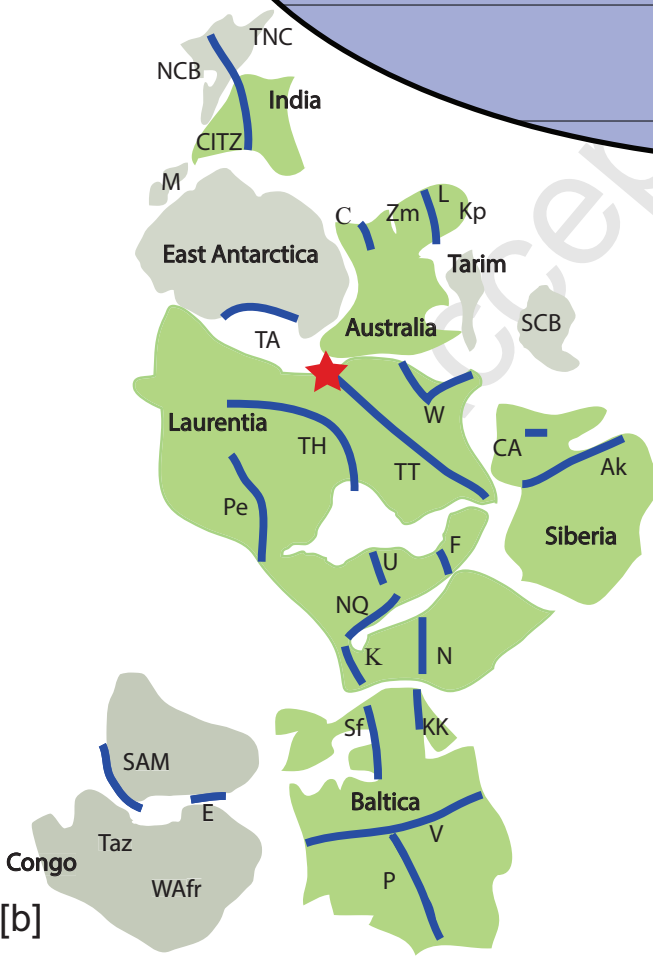 TNC
NCB
India
CITZ
M
L
C
Zm
Kp
East Antarctica
Tarim
SCB
Australia
TA
Laurentia
W
TH
CA
TT
Ak
Pe
Siberia
F
U
NQ
K
N
Sf
KK
SAM
Baltica
E
V
Taz
Congo
P
WAfr
[b]